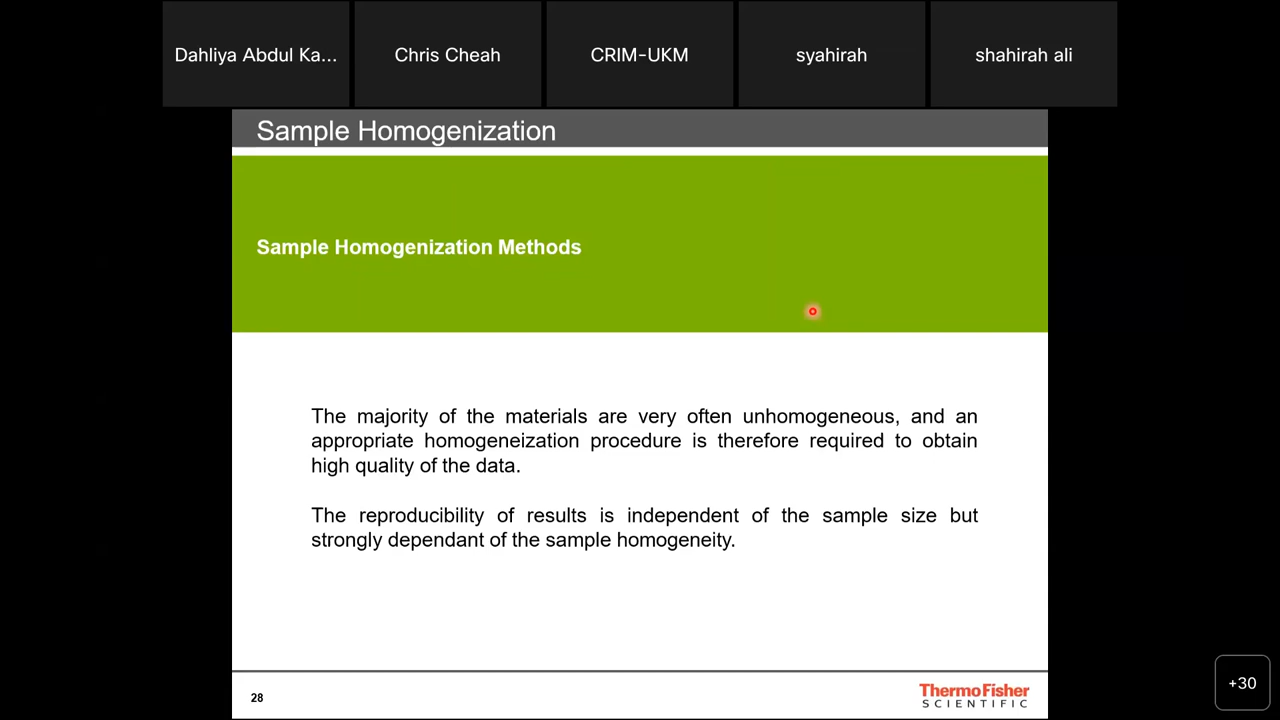 Dahliya Abdul Ka...
Chris Cheah
CRIM-UKM
syahirah
shahirah ali
Sample Homogenization
Sample Homogenization Methods
The majority of the materials are very often unhomogeneous, and an
appropriate homogeneization procedure is therefore required to obtain
high quality of the data.
The reproducibility of results is independent of the sample size but
strongly dependant of the sample homogeneity.
28
ThermoFisher
SCIENTIFIC
+30